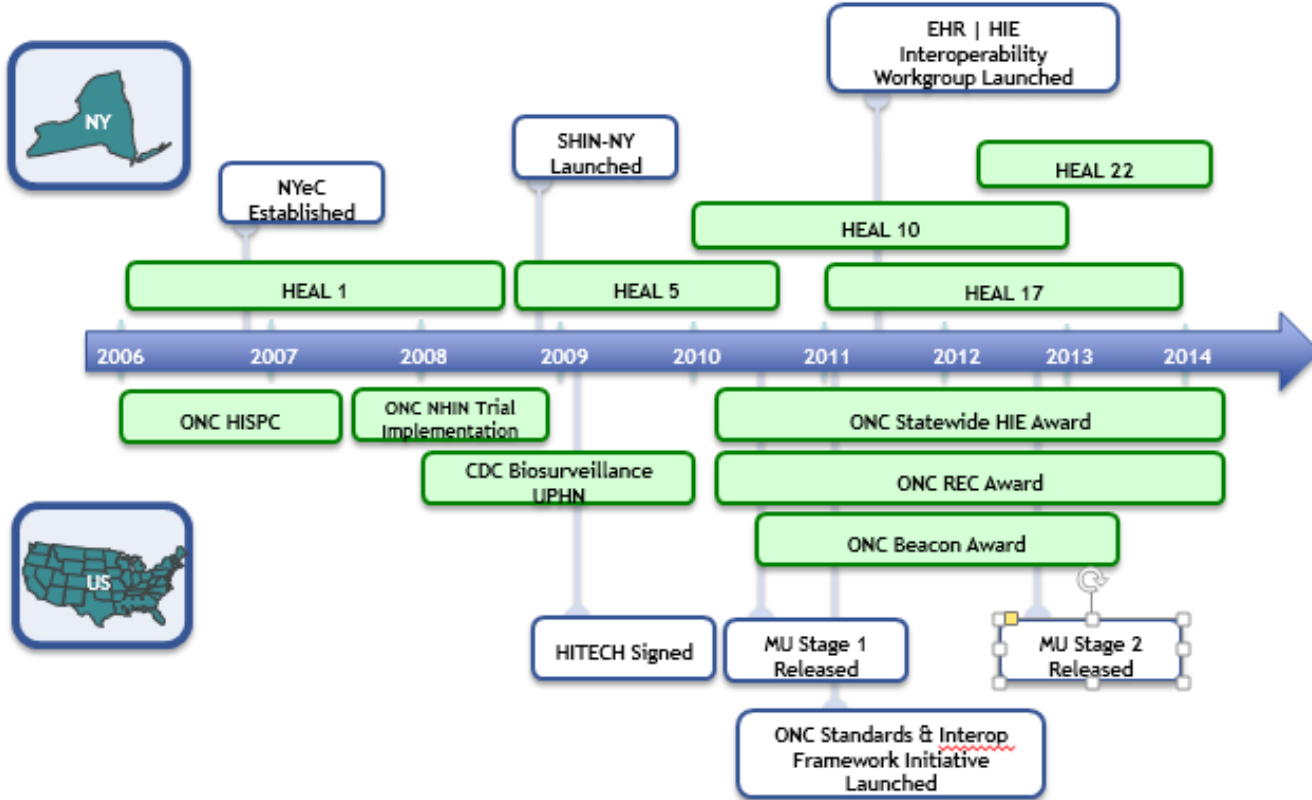 EHR | HIE
Interoperability
Workgroup Launched
NY
SHIN-NY
Launched
NYeC
Established
HEAL 22
HEAL 10
HEAL 1
HEAL 5
HEAL 17
2006 2007 2008 2009 2010 2011 2012 2013 2014
ONC HISPC
ONC NHIN Trial
Implementation
ONC Statewide HIE Award
CDC Biosurveillance
UPHN
ONC REC Award
ONC Beacon Award
US
HITECH Signed
MU Stage 1
Released
MU Stage 2
Released
ONC Standards & Interop
Framework Initiative
Launched